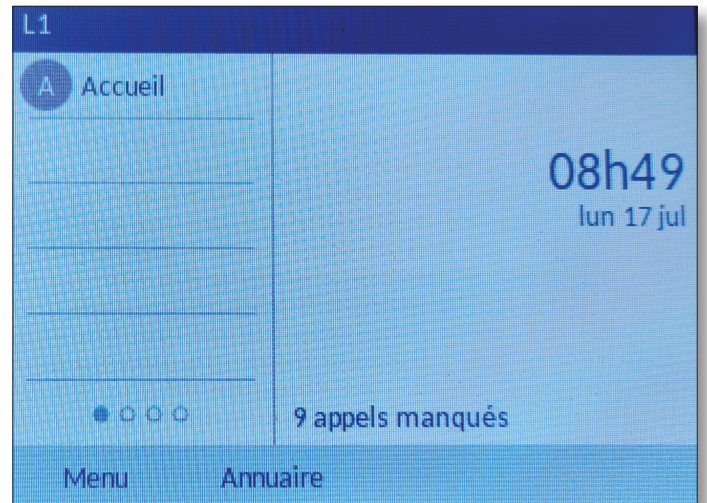 L1
A Accueil
08h49
lun 17 jul
9 appels manqués
Menu Annuaire